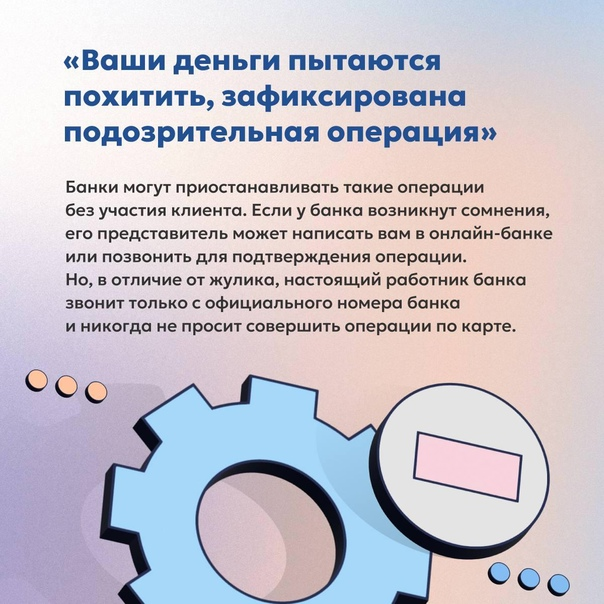 «Ваши деньги пытаются
похитить, зафиксирована
подозрительная операция»
Банки могут приостанавливать такие операции
без участия клиента. Если у банка возникнут сомнения,
его представитель может написать вам в онлайн-банке
или позвонить для подтверждения операции.
Но, в отличие от жулика, настоящий работник банка
звонит только с официального номера банка
и никогда не просит совершить операции по карте.